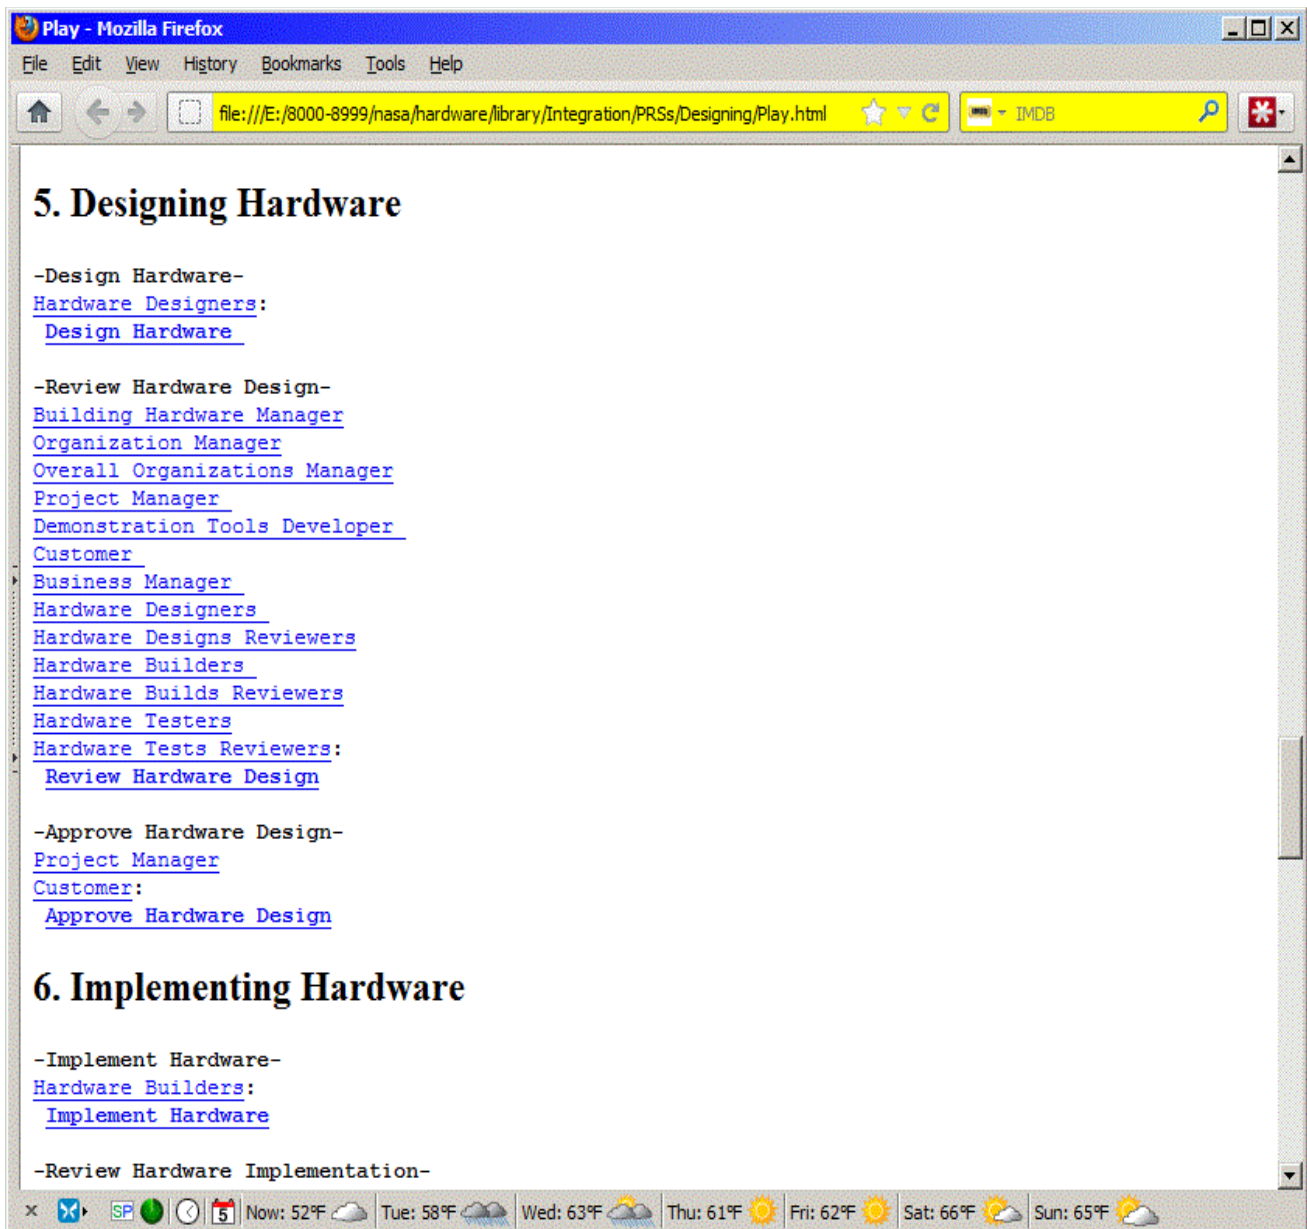 Play - Mozilla Firefox
File Edit View History Bookmarks Tools Help
file:///E:/8000-8999/nasa/hardware/library/Integration/PRSs/Designing/Play.html IMDB
5. Designing Hardware
-Design Hardware-
Hardware Designers:
Design Hardware
-Review Hardware Design-
Building Hardware Manager
Organization Manager
Overall Organizations Manager
Project Manager
Demonstration Tools Developer
Customer
Business Manager
Hardware Designers
Hardware Designs Reviewers
Hardware Builders
Hardware Builds Reviewers
Hardware Testers
Hardware Tests Reviewers:
Review Hardware Design
-Approve Hardware Design-
Project Manager
Customer:
Approve Hardware Design
6. Implementing Hardware
-Implement Hardware-
Hardware Builders:
Implement Hardware
-Review Hardware Implementation-
SP 5 Now: 52°F Tue: 58°F Wed: 63°F Thu: 61°F Fri: 62°F Sat: 66°F Sun: 65°F